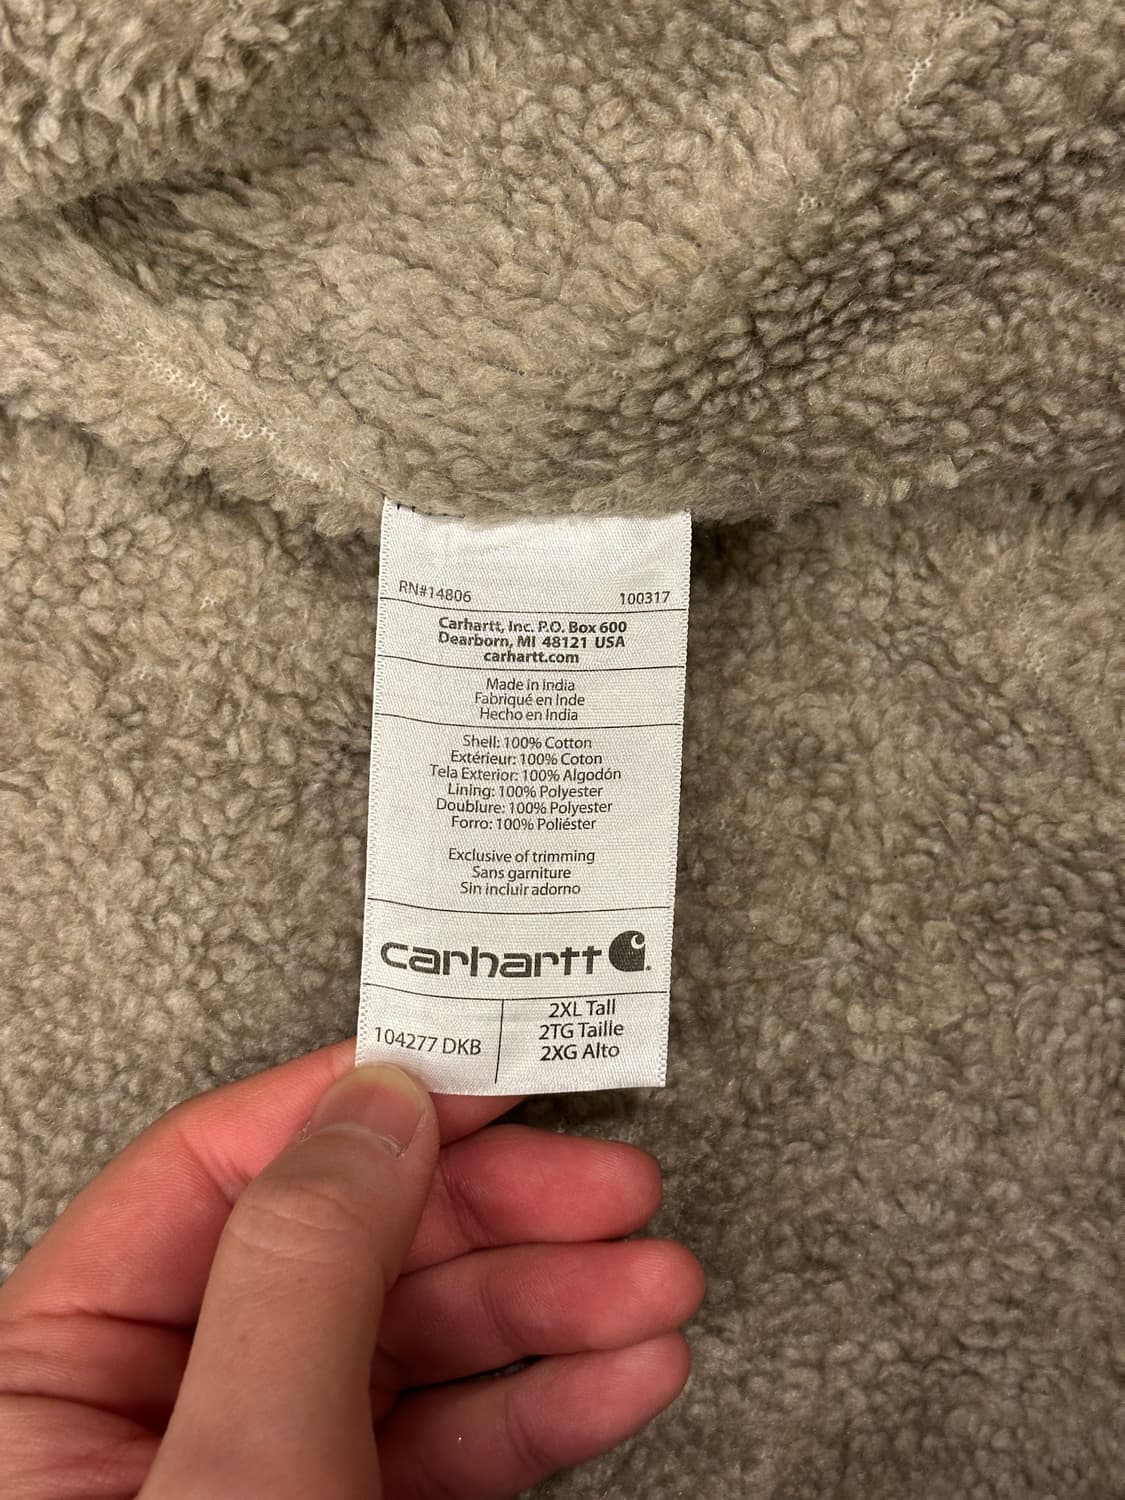 RN#14806 100317
Carhartt, Inc. P.O. Box 600
Dearborn, MI 48121 USA
carhartt.com
Made in India
Fabriqué en Inde
Hecho en India
Shell: 100% Cotton
Extérieur: 100% Coton
Tela Exterior: 100% Algodón
Lining: 100% Polyester
Doublure: 100% Polyester
Forro: 100% Poliéster
Exclusive of trimming
Sans garniture
Sin incluir adorno
carhartt
104277 DKB
2XL Tall
2TG Taille
2XG Alto